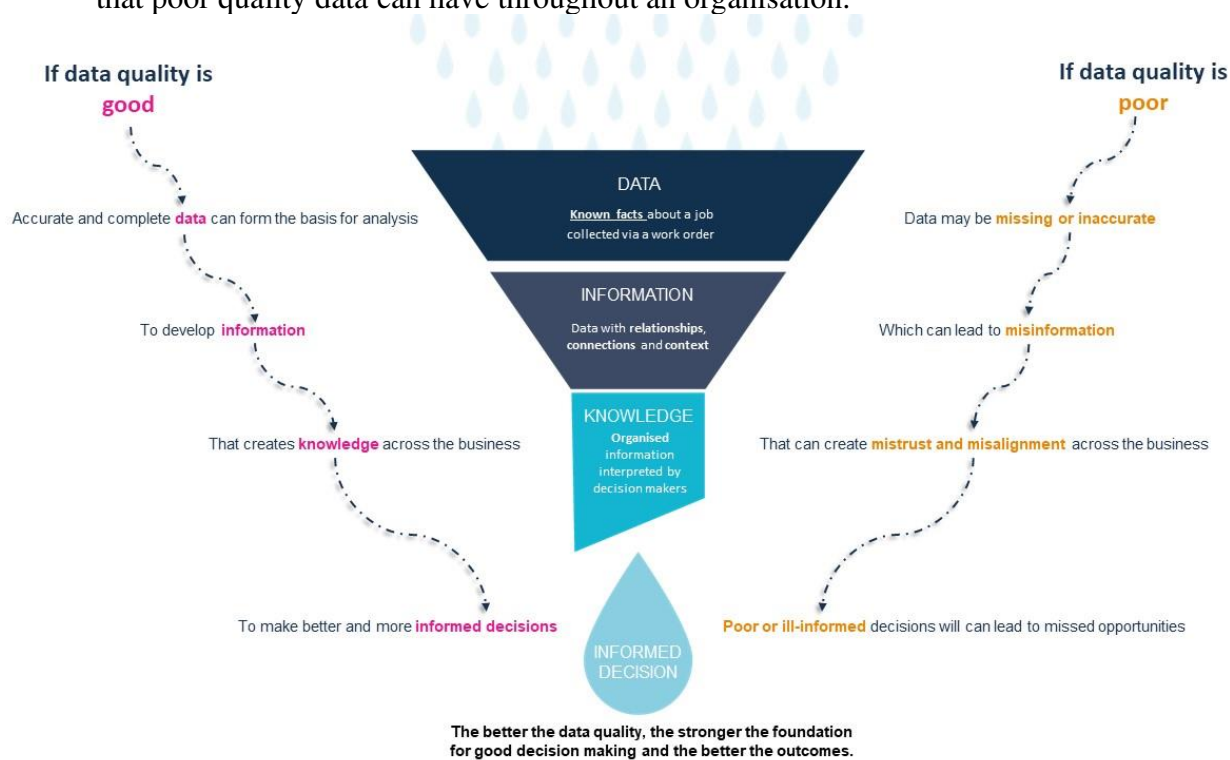 that poor quality data can have throughout an organisation.
If data quality is
good
If data quality is
poor
DATA
Known facts about a job
collected via a work order
Accurate and complete data can form the basis for analysis
Data may be missing or inaccurate
INFORMATION
Data with relationships,
connections and context
To develop information
Which can lead to misinformation
KNOWLEDGE
Organised
information
interpreted by
decision makers
That creates knowledge across the business
That can create mistrust and misalignment across the business
To make better and more informed decisions
Poor or ill-informed decisions will can lead to missed opportunities
INFORMED
DECISION
The better the data quality, the stronger the foundation
for good decision making and the better the outcomes.